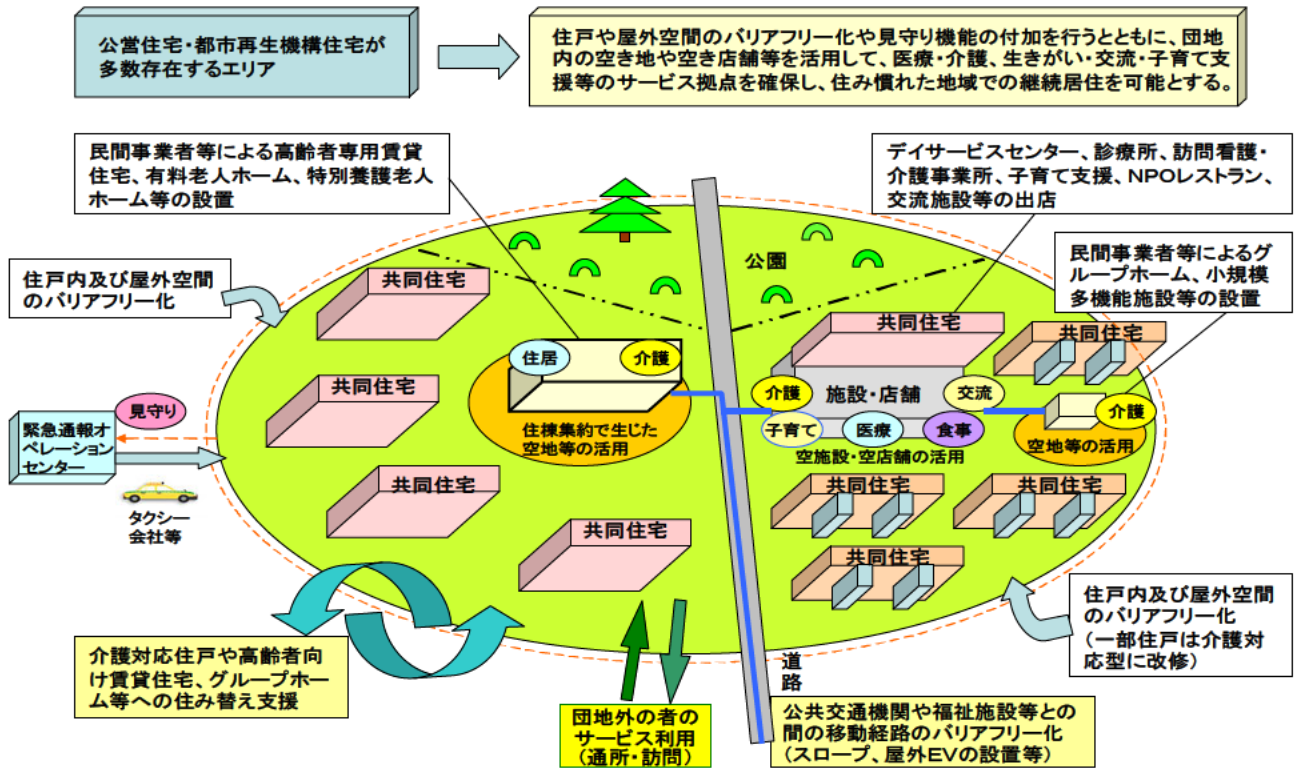 公営住宅・都市再生機構住宅が
多数存在するエリア
住戸や屋外空間のバリアフリー化や見守り機能の付加を行うとともに、団地
内の空き地や空き店舗等を活用して、医療・介護、生きがい・交流・子育て支
援等のサービス拠点を確保し、住み慣れた地域での継続居住を可能とする。
民間事業者等による高齢者専用賃貸
住宅、有料老人ホーム、特別養護老人
ホーム等の設置
デイサービスセンター、診療所、訪問看護・
介護事業所、子育て支援、NPOレストラン、
交流施設等の出店
民間事業者等によるグ
ループホーム、小規模
多機能施設等の設置
住戸内及び屋外空間
のバリアフリー化
公園
共同住宅
共同住宅
共同住宅
住居
介護
共同住宅
介護
施設・店舗
交流
介護
見守り
緊急通報オ
ペレーション
センター
住棟集約で生じた
空地等の活用
子育て
医療
食事
空施設・空店舗の活用
空地等の活用
共同住宅
共同住宅
共同住宅
タクシー
会社等
共同住宅
共同住宅
住戸内及び屋外空間
のバリアフリー化
(一部住戸は介護対
応型に改修)
介護対応住戸や高齢者向
け賃貸住宅、グループホー
ム等への住み替え支援
道
路
団地外の者の
サービス利用
(通所・訪問)
公共交通機関や福祉施設等との
間の移動経路のバリアフリー化
(スロープ、屋外EVの設置等)